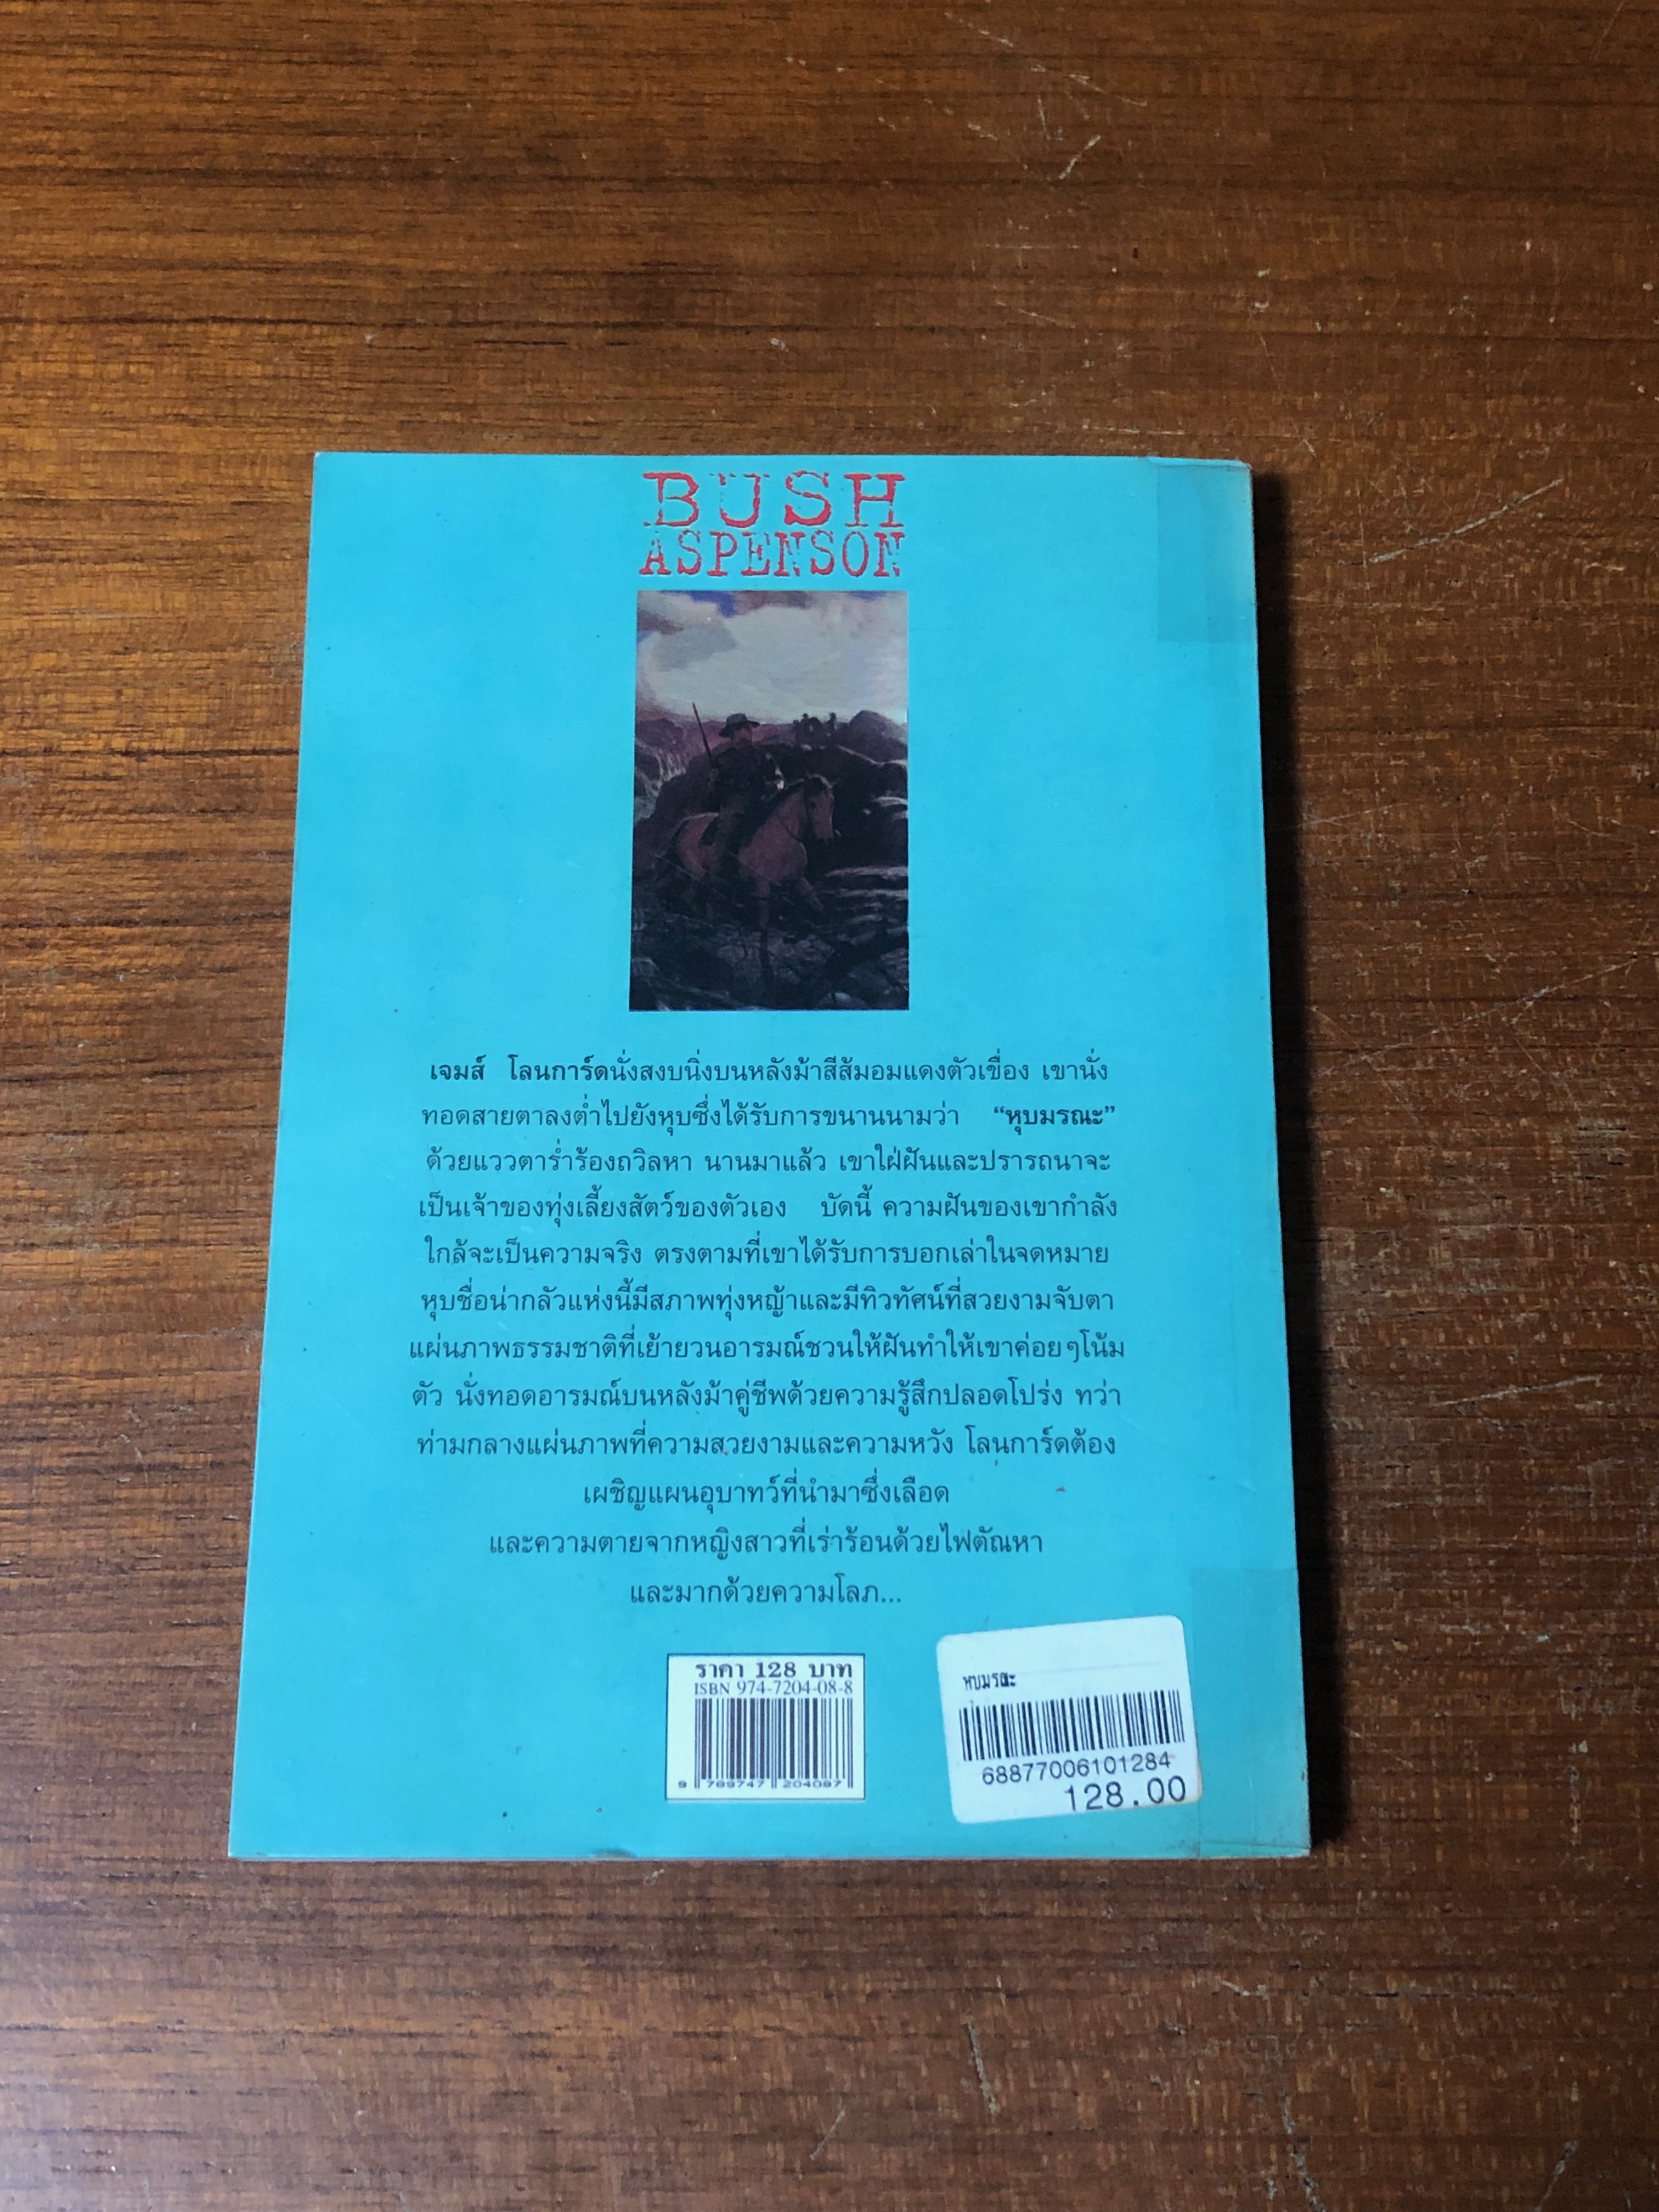 BUSH
ASPENSON
เจมส์ โลนการ์ดนั่งสงบนิ่งบนหลังม้าสีส้มอมแดงตัวเขื่อง เขานั่ง
ทอดสายตาลงต่ำไปยังหุบซึ่งได้รับการขนานนามว่า “หุบมรณะ”
ด้วยแววตาร่ำร้องถวิลหา นานมาแล้ว เขาใฝ่ฝันและปรารถนาจะ
เป็นเจ้าของทุ่งเลี้ยงสัตว์ของตัวเอง บัดนี้ ความฝันของเขากำลัง
ใกล้จะเป็นความจริง ตรงตามที่เขาได้รับการบอกเล่าในจดหมาย
หุบชื่อน่ากลัวแห่งนี้มีสภาพทุ่งหญ้าและมีทิวทัศน์ที่สวยงามจับตา
แผ่นภาพธรรมชาติที่เย้ายวนอารมณ์ชวนให้ฝันทำให้เขาค่อยๆโน้ม
ตัว นั่งทอดอารมณ์บนหลังม้าคู่ชีพด้วยความรู้สึกปลอดโปร่ง ทว่า
ท่ามกลางแผ่นภาพที่ความสวยงามและความหวัง โลนการ์ดต้อง
เผชิญแผนอุบาทว์ที่นำมาซึ่งเลือด
และความตายจากหญิงสาวที่เร่าร้อนด้วยไฟตัณหา
และมากด้วยความโลภ...
ราคา 128 บาท
ISBN 974-7204-08-8
9 789747 204087
หุบมรณะ
68877006101284
128.00